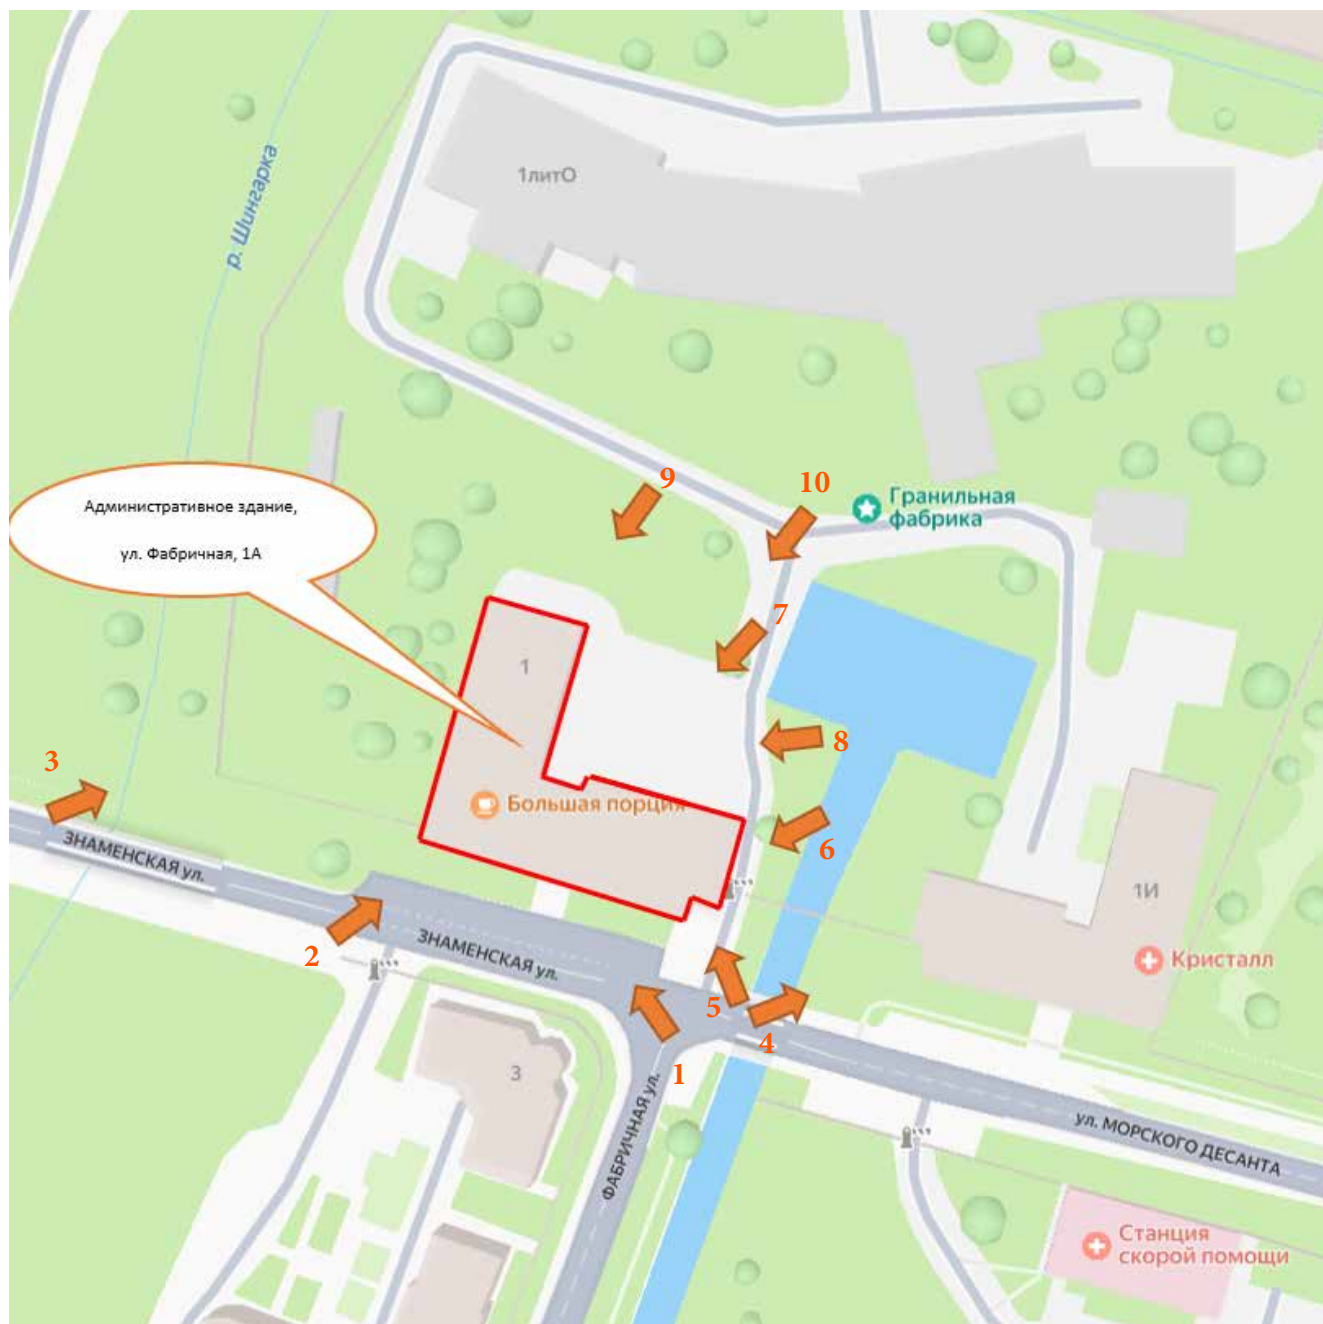 1литО
р. Шингарка
9
10
Гранильная
фабрика
Административное здание,
ул. Фабричная, 1А
7
1
8
3
Большая порция
6
ЗНАМЕНСКАЯ ул.
1И
2
ЗНАМЕНСКАЯ ул.
Кристалл
5
4
3
1
ФАБРИЧНАЯ ул.
ул. МОРСКОГО ДЕСАНТА
Станция
скорой помощи